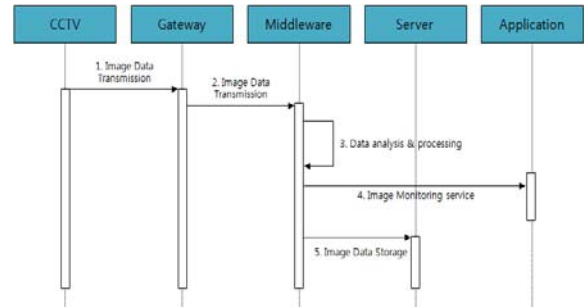 CCTV
Gateway
Middleware
Server
Application
1. Image Data
Transmission
2. Image Data
Transmission
3. Data analysis & processing
4. Image Monitoring service
5. Image Data Storage